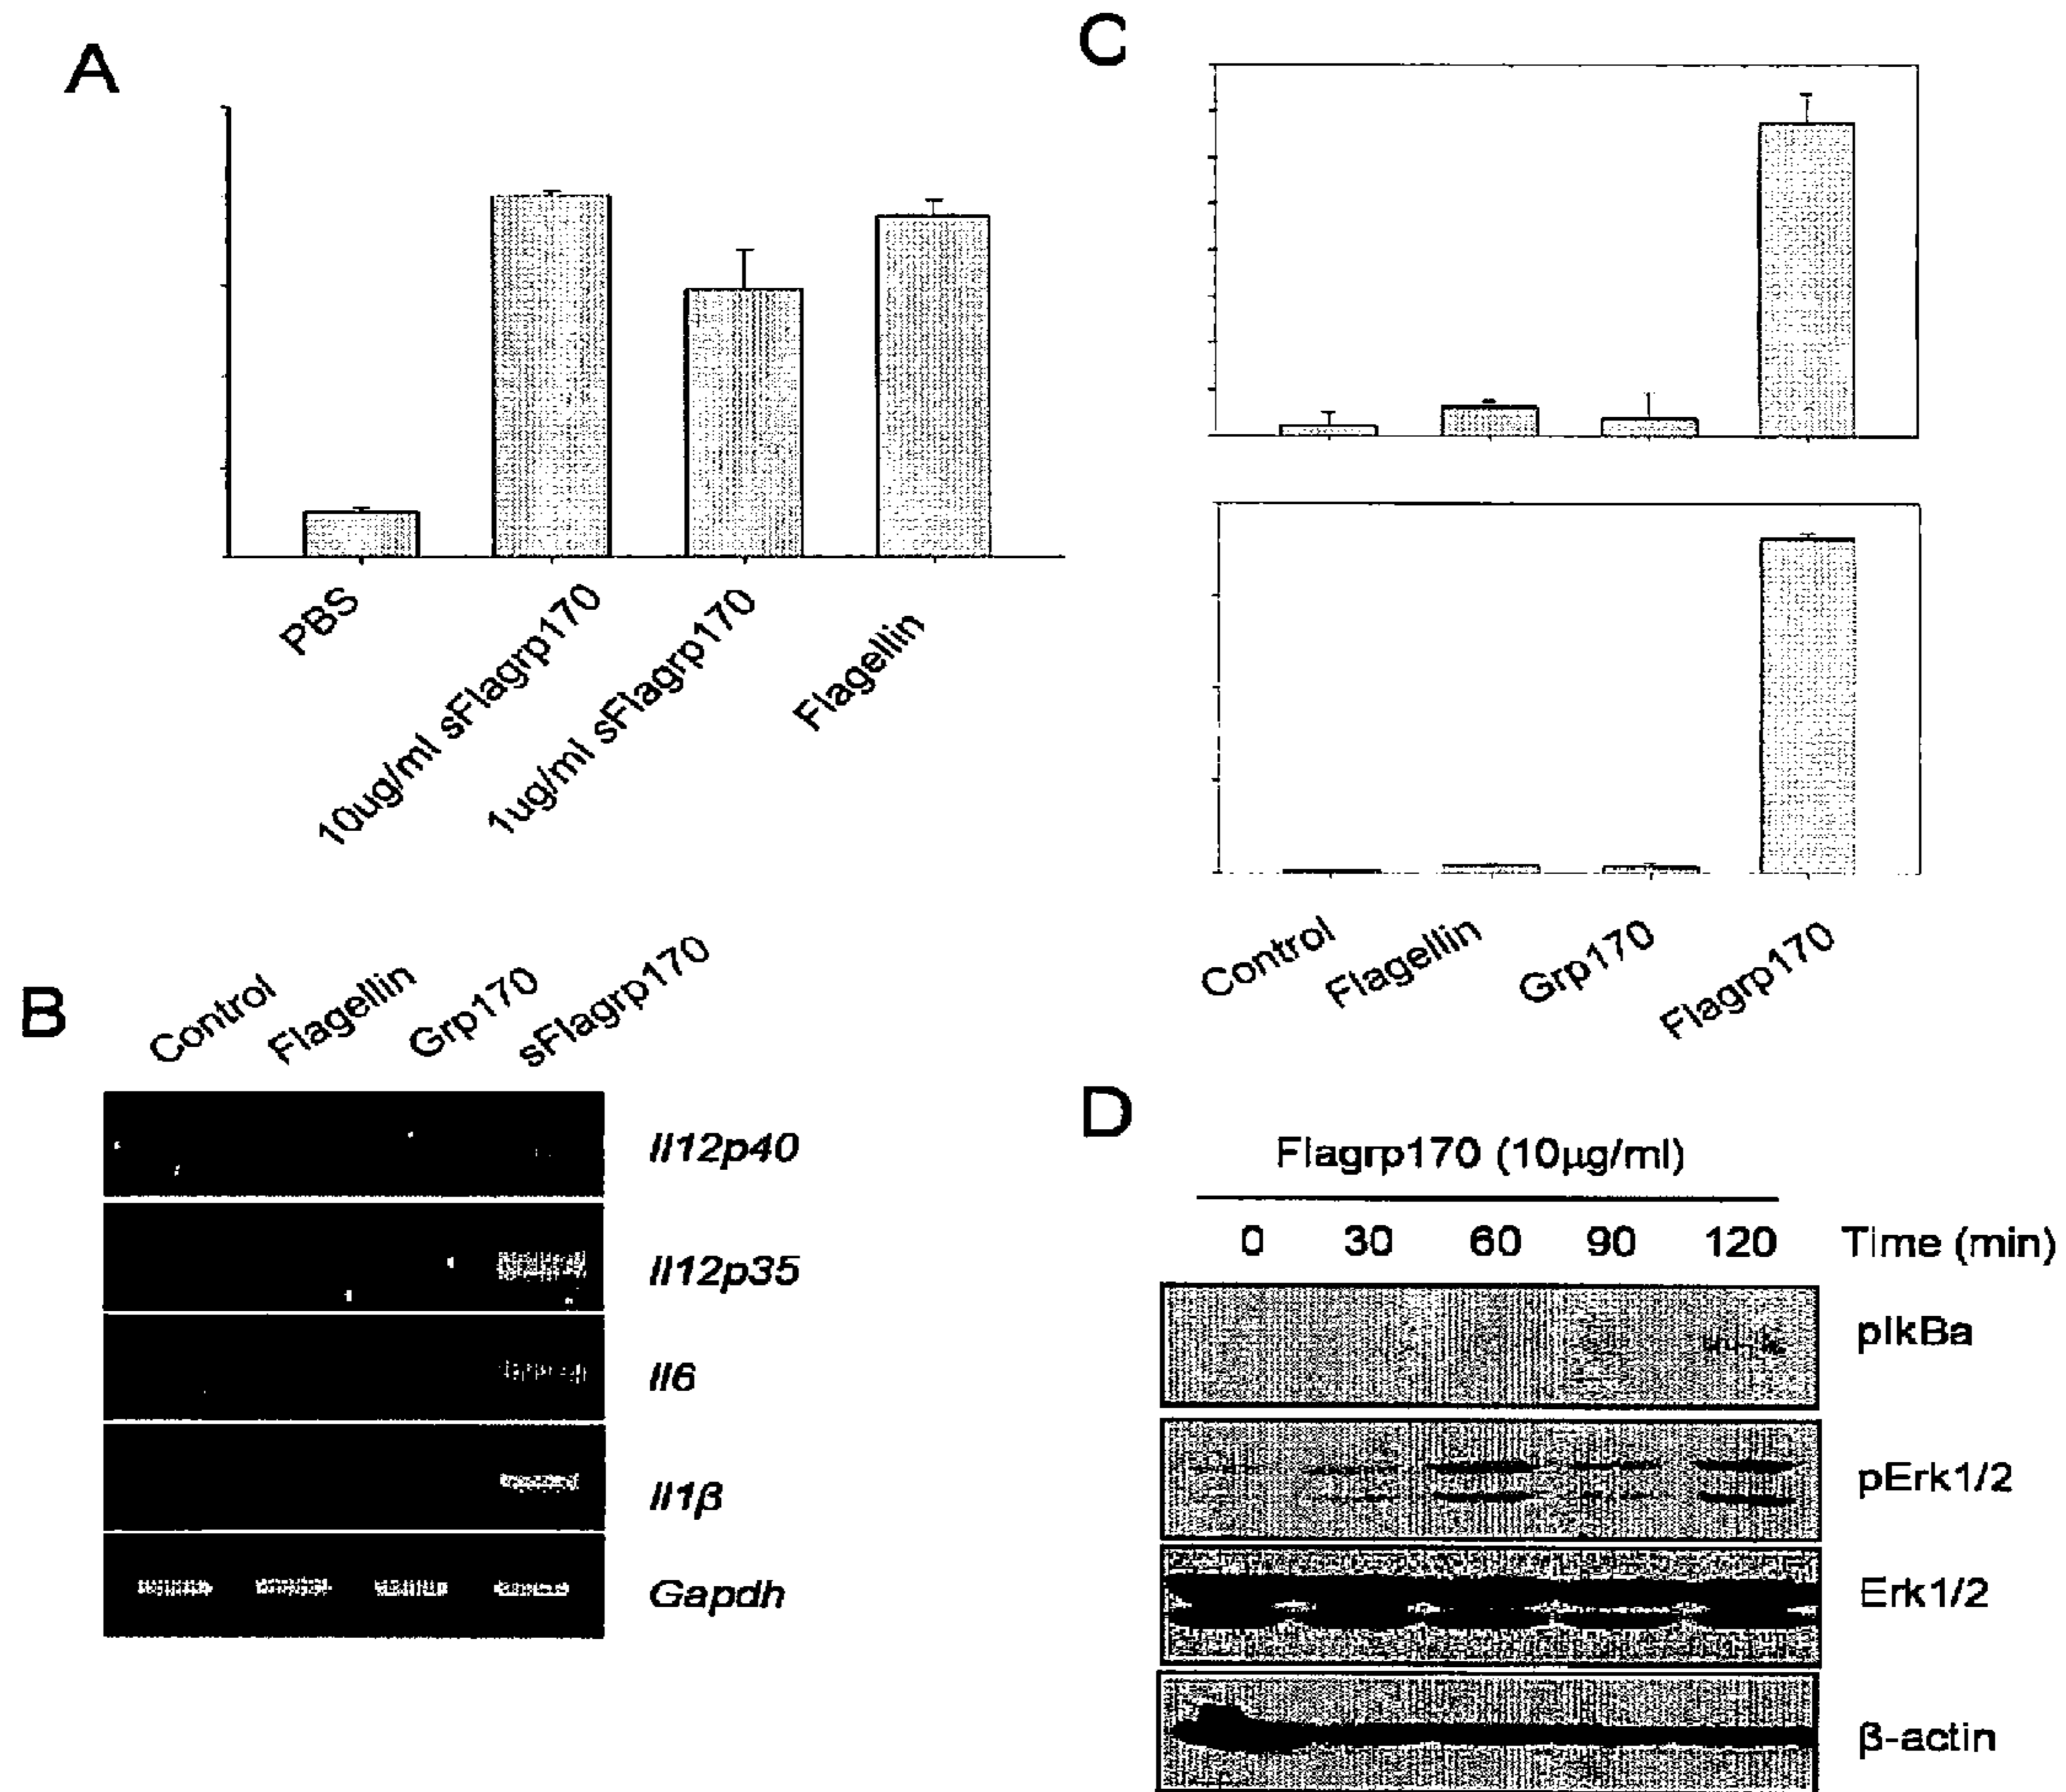 A
PBS
10µg/ml sFlagrp170
1ug/ml sFlagrp170
Flagellin
B
Control
Flagellin
Grp170
sFlagrp170
Il12p40
Il12p35
Il6
Il1β
Gapdh
C
Control
Flagellin
Grp170
Flagrp170
D
Flagrp170 (10µg/ml)
0 30 60 90 120 Time (min)
pIkBa
pErk1/2
Erk1/2
β-actin